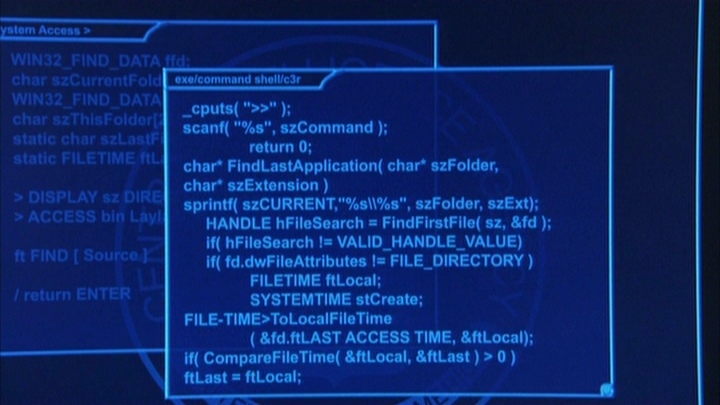 ystem Access >
WIN32_FIND_DATA ffd;
char szCurrentFold
WIN32_FIND_DATA
char szThisFolder[2
static char szLastF
static FILETIME ftL
> DISPLAY sz DIRE
> ACCESS bin Layl
ft FIND [ Source ]
/ return ENTER
exe/command shell/c3r
_cputs( ">>" );
scanf( "%s", szCommand );
return 0;
char* FindLastApplication( char* szFolder,
char* szExtension )
sprintf( szCURRENT,"%s\\%s", szFolder, szExt);
HANDLE hFileSearch = FindFirstFile( sz, &fd );
if( hFileSearch != VALID_HANDLE_VALUE)
if( fd.dwFileAttributes != FILE_DIRECTORY )
FILETIME ftLocal;
SYSTEMTIME stCreate;
FILE-TIME>ToLocalFileTime
( &fd.ftLAST ACCESS TIME, &ftLocal);
if( CompareFileTime( &ftLocal, &ftLast ) > 0 )
ftLast = ftLocal;